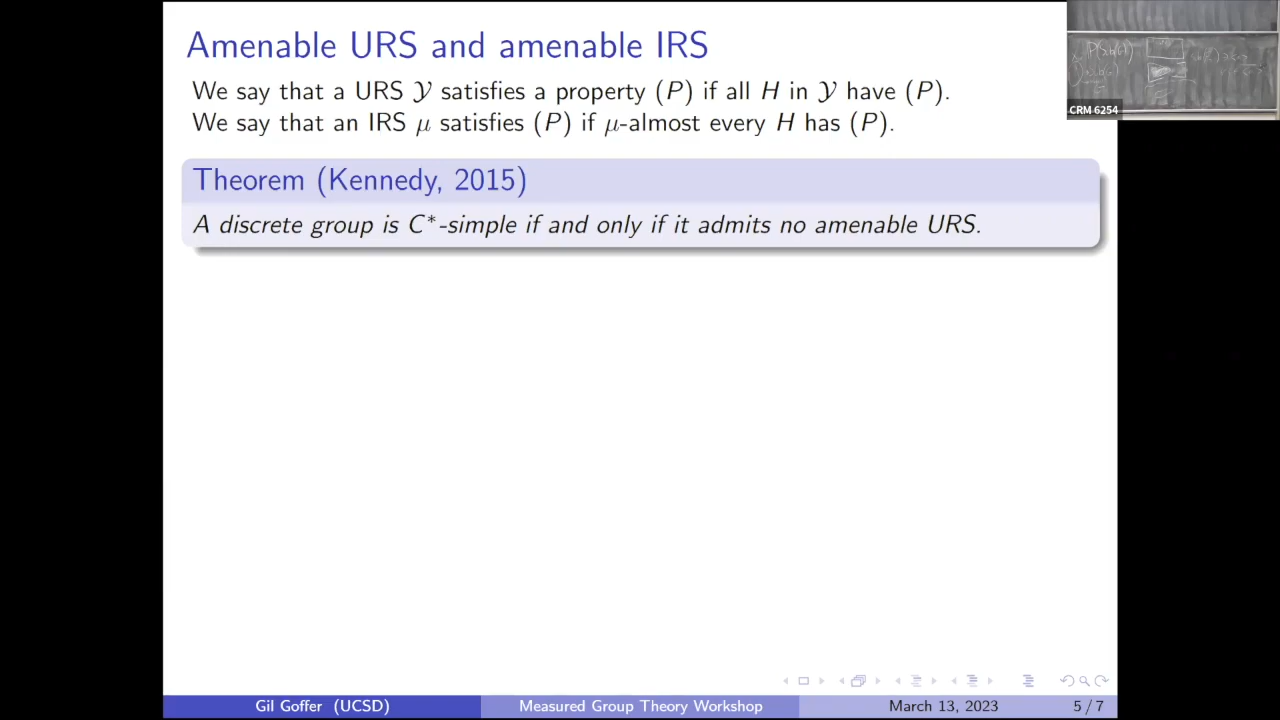 Amenable URS and amenable IRS
We say that a URS 𝒴 satisfies a property (P) if all H in 𝒴 have (P).
We say that an IRS μ satisfies (P) if μ-almost every H has (P).
Theorem (Kennedy, 2015)
A discrete group is C*-simple if and only if it admits no amenable URS.
CRM 6254
Gil Goffer (UCSD)
Measured Group Theory Workshop
March 13, 2023
5 / 7